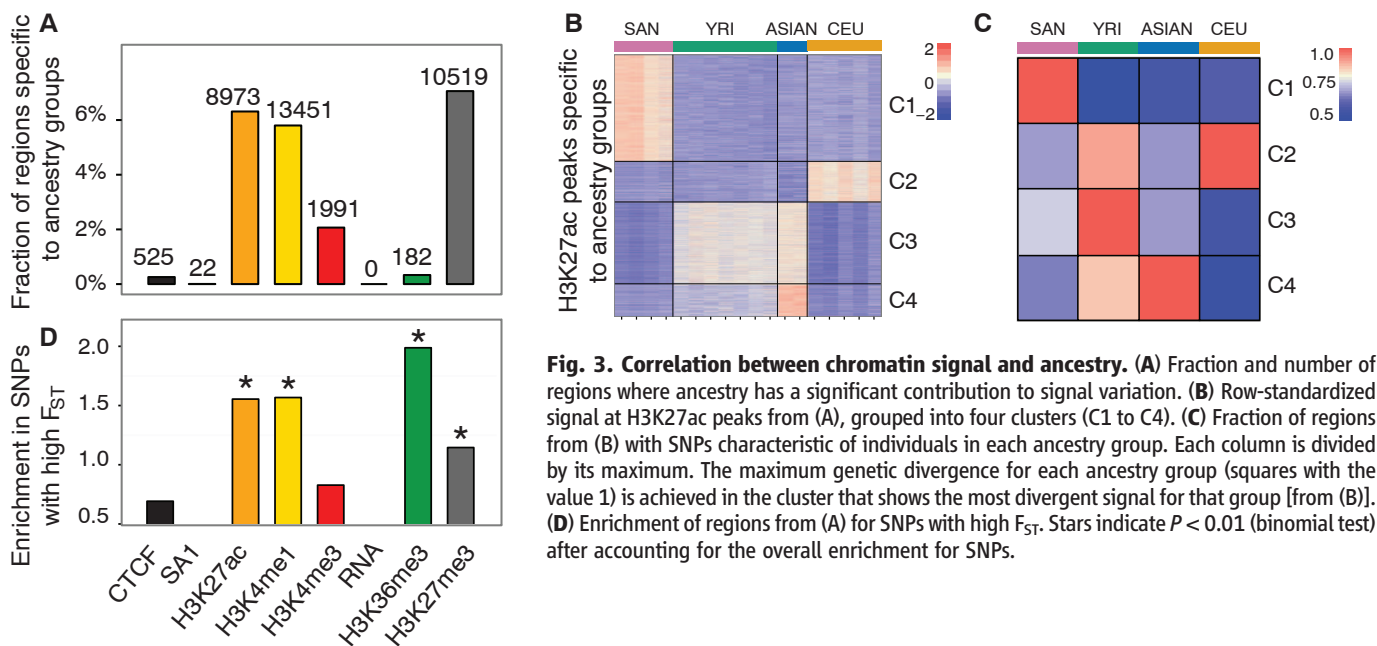 A
Fraction of regions specific
to ancestry groups
6%
4%
2%
0%
525
22
8973
13451
1991
0
182
10519
B
SAN YRI ASIAN CEU
H3K27ac peaks specific
to ancestry groups
2
0
−2
C1
C2
C3
C4
C
SAN YRI ASIAN CEU
1.0
0.75
0.5
C1
C2
C3
C4
D
Enrichment in SNPs
with high FST
2.0
1.5
1.0
0.5
* * * *
CTCF
SA1
H3K27ac
H3K4me1
H3K4me3
RNA
H3K36me3
H3K27me3
Fig. 3. Correlation between chromatin signal and ancestry. (A) Fraction and number of
regions where ancestry has a significant contribution to signal variation. (B) Row-standardized
signal at H3K27ac peaks from (A), grouped into four clusters (C1 to C4). (C) Fraction of regions
from (B) with SNPs characteristic of individuals in each ancestry group. Each column is divided
by its maximum. The maximum genetic divergence for each ancestry group (squares with the
value 1) is achieved in the cluster that shows the most divergent signal for that group [from (B)].
(D) Enrichment of regions from (A) for SNPs with high FST. Stars indicate P < 0.01 (binomial test)
after accounting for the overall enrichment for SNPs.